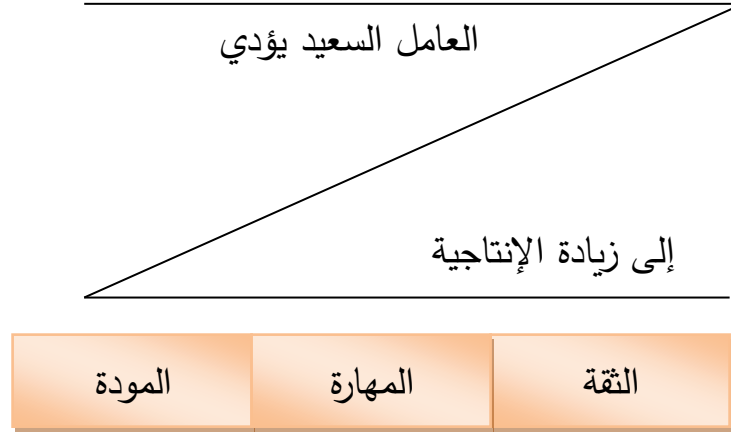 العامل السعيد يؤدي
إلى زيادة الإنتاجية
الثقة المهارة المودة